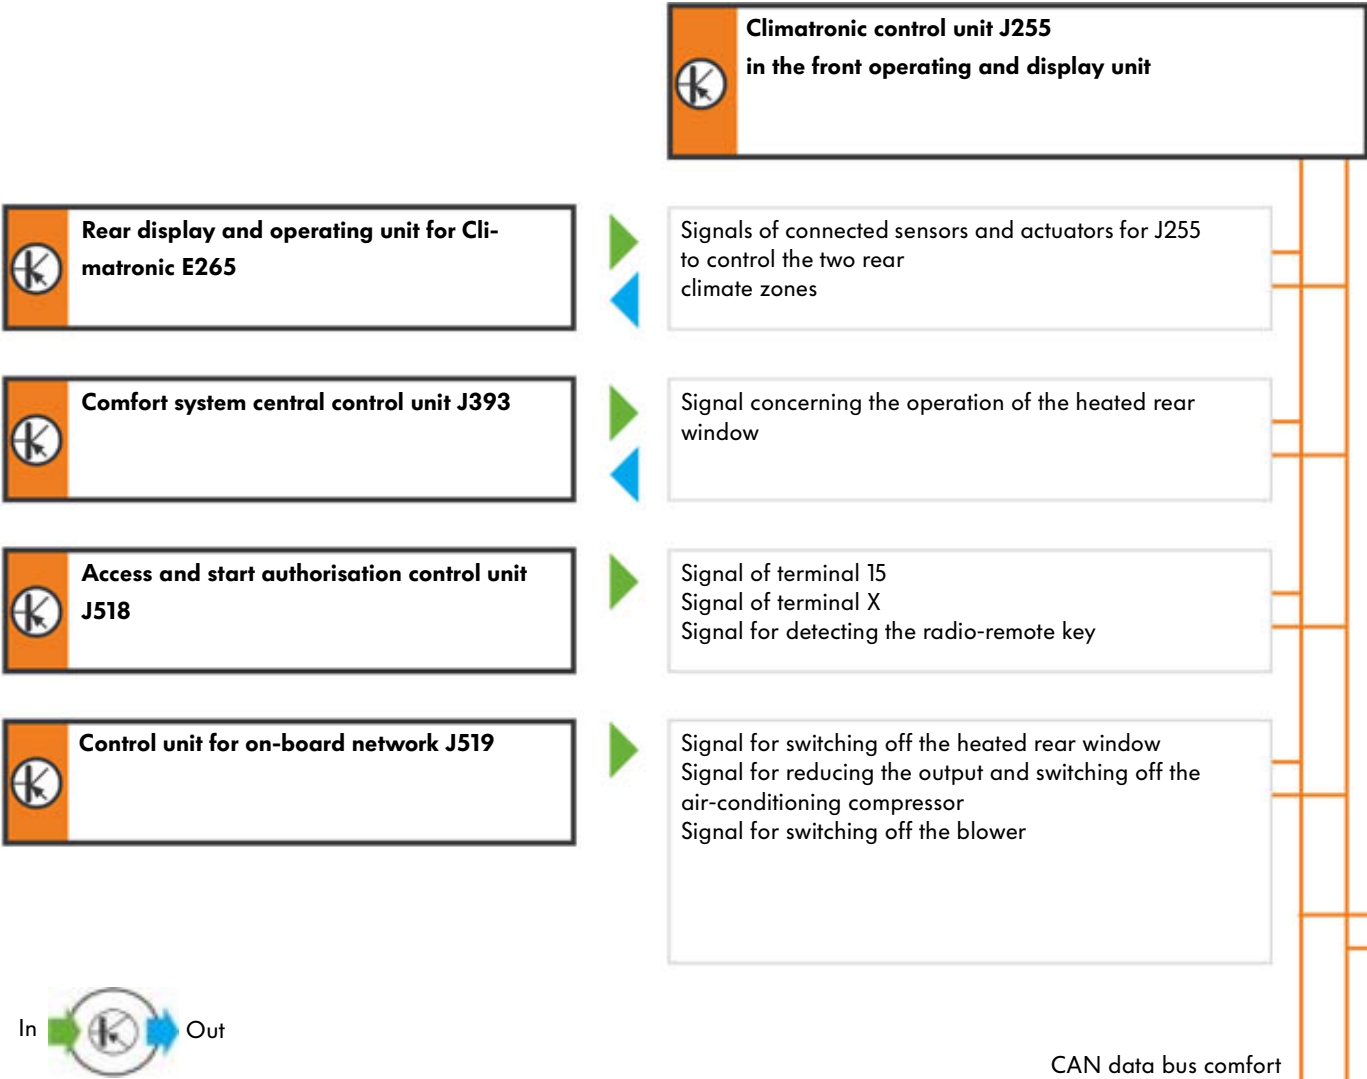 Climatronic control unit J255
in the front operating and display unit
Rear display and operating unit for Cli-
matronic E265
Signals of connected sensors and actuators for J255
to control the two rear
climate zones
Comfort system central control unit J393
Signal concerning the operation of the heated rear
window
Access and start authorisation control unit
J518
Signal of terminal 15
Signal of terminal X
Signal for detecting the radio-remote key
Control unit for on-board network J519
Signal for switching off the heated rear window
Signal for reducing the output and switching off the
air-conditioning compressor
Signal for switching off the blower
In
Out
CAN data bus comfort